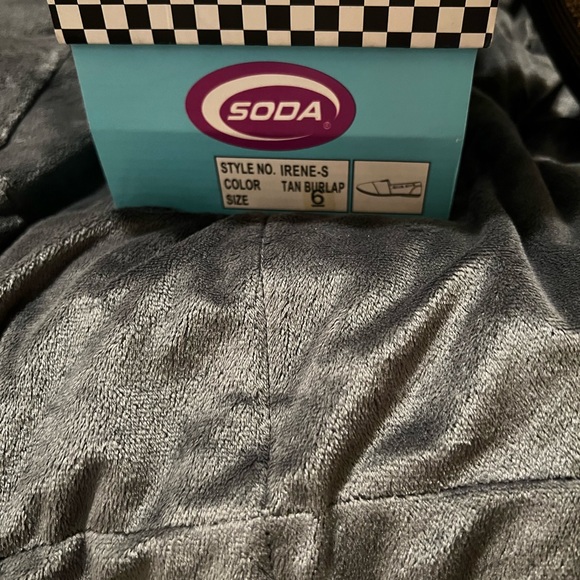 SODA®
STYLE NO. IRENE-S
COLOR TAN BURLAP
SIZE 6